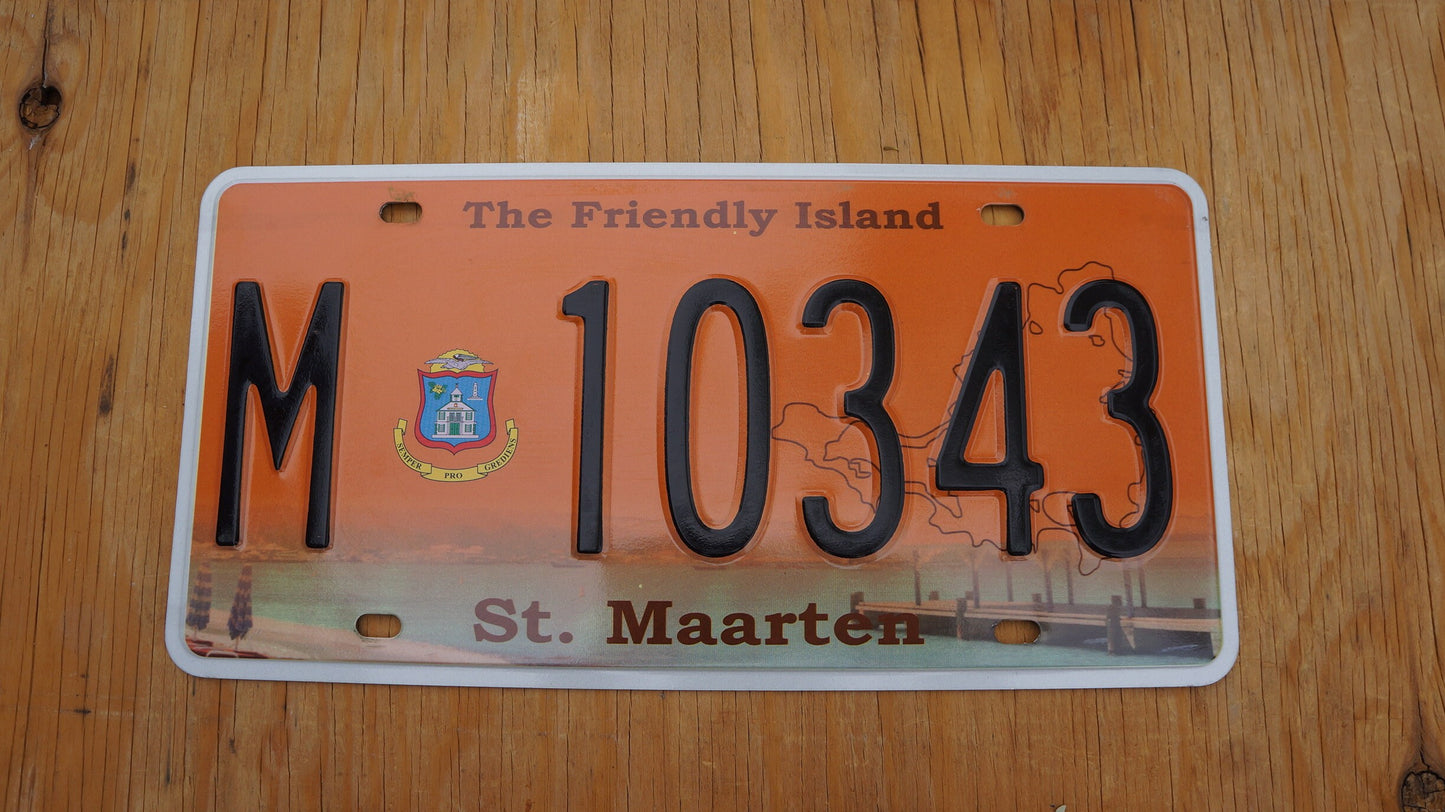 The Friendly Island
M 10343
SEMPER PRO GREDIENS
St. Maarten